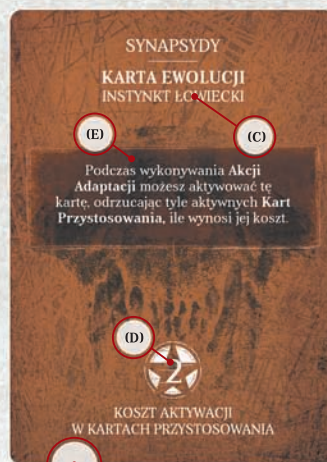 SYNAPSYDY
KARTA EWOLUCJI
INSTYNKT ŁOWIECKI
(E)
(C)
Podczas wykonywania Akcji
Adaptacji możesz aktywować tę
kartę, odrzucając tyle aktywnych Kart
Przystosowania, ile wynosi jej koszt.
(D)
2
KOSZT AKTYWACJI
W KARTACH PRZYSTOSOWANIA